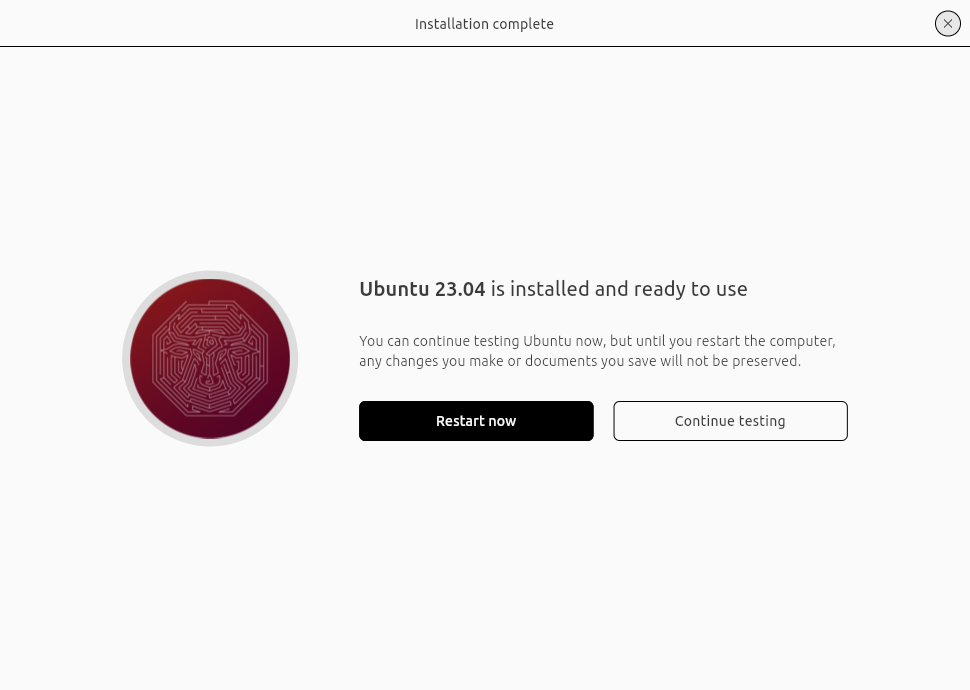 Installation complete
Ubuntu 23.04 is installed and ready to use
You can continue testing Ubuntu now, but until you restart the computer,
any changes you make or documents you save will not be preserved.
Restart now
Continue testing